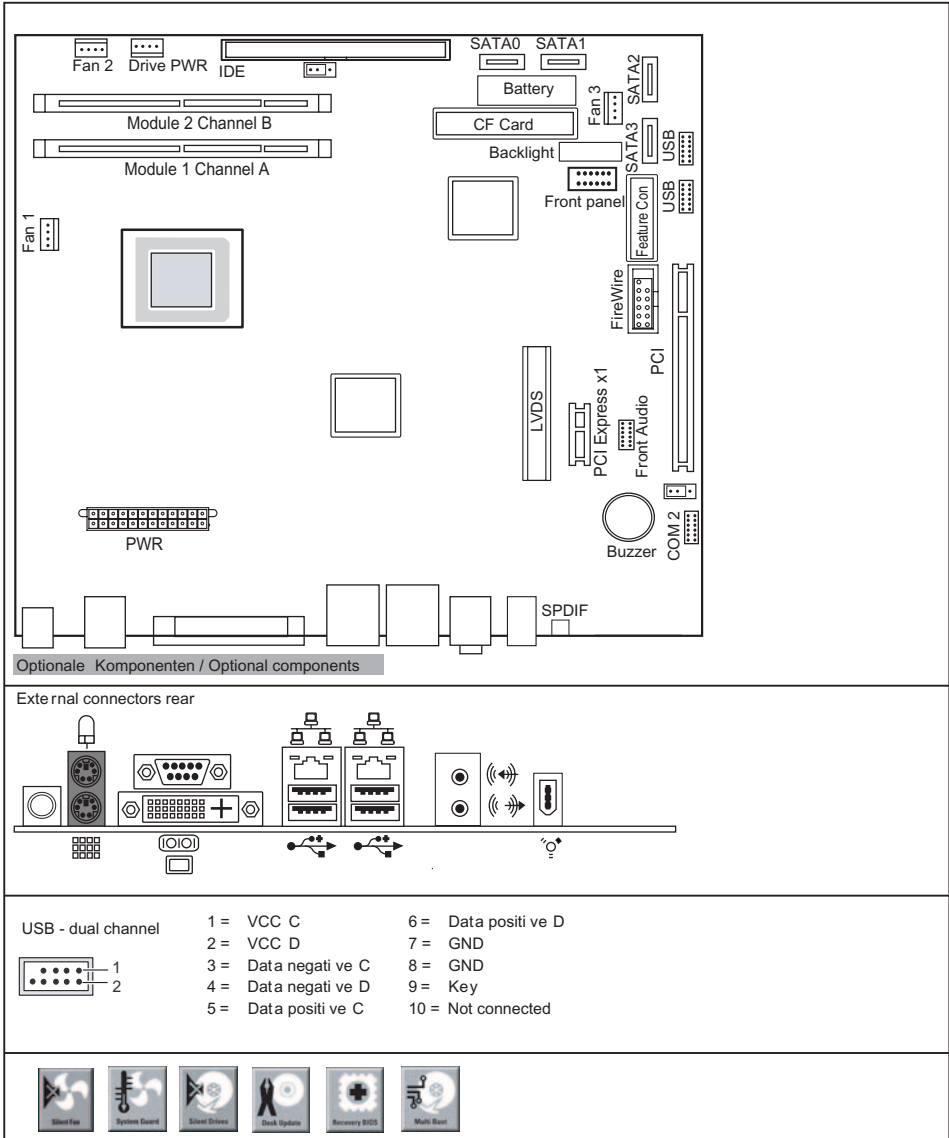 SATA0 SATA1
Fan 2 Drive PWR IDE
SATA2
Battery
Fan 3
Module 2 Channel B
CF Card
SATA3
USB
Backlight
Module 1 Channel A
Front panel
USB
Feature Con
Fan 1
FireWire
PCI
LVDS
PCI Express x1
Front Audio
PWR
Buzzer
COM 2
SPDIF
Optionale Komponenten / Optional components
External connectors rear
IOIOI
USB - dual channel
1
2
1 = VCC C
2 = VCC D
3 = Data negative C
4 = Data negative D
5 = Data positive C
6 = Data positive D
7 = GND
8 = GND
9 = Key
10 = Not connected
Silent Fan
System Guard
Silent Drives
Desk Update
Recovery BIOS
Multi Boot